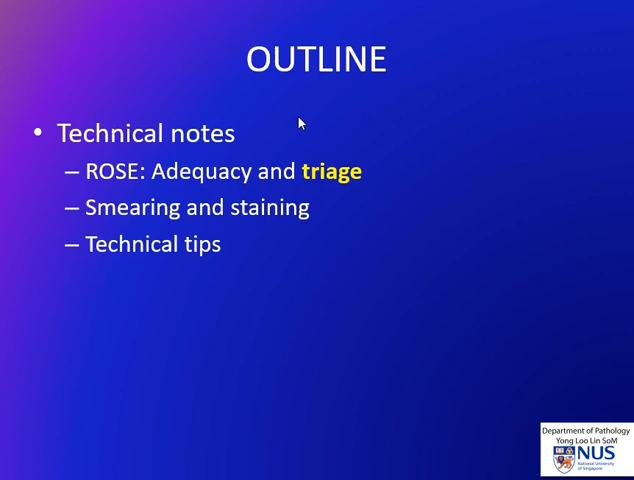 OUTLINE
• Technical notes
– ROSE: Adequacy and triage
– Smearing and staining
– Technical tips
Department of Pathology
Yong Loo Lin SoM
NUS
National University
of Singapore